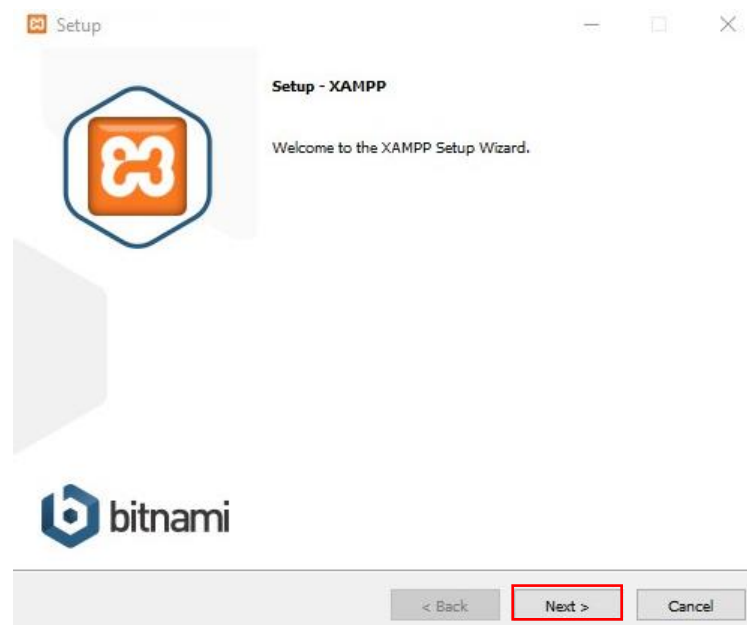 Setup
Setup - XAMPP
Welcome to the XAMPP Setup Wizard.
bitnami
< Back
Next >
Cancel